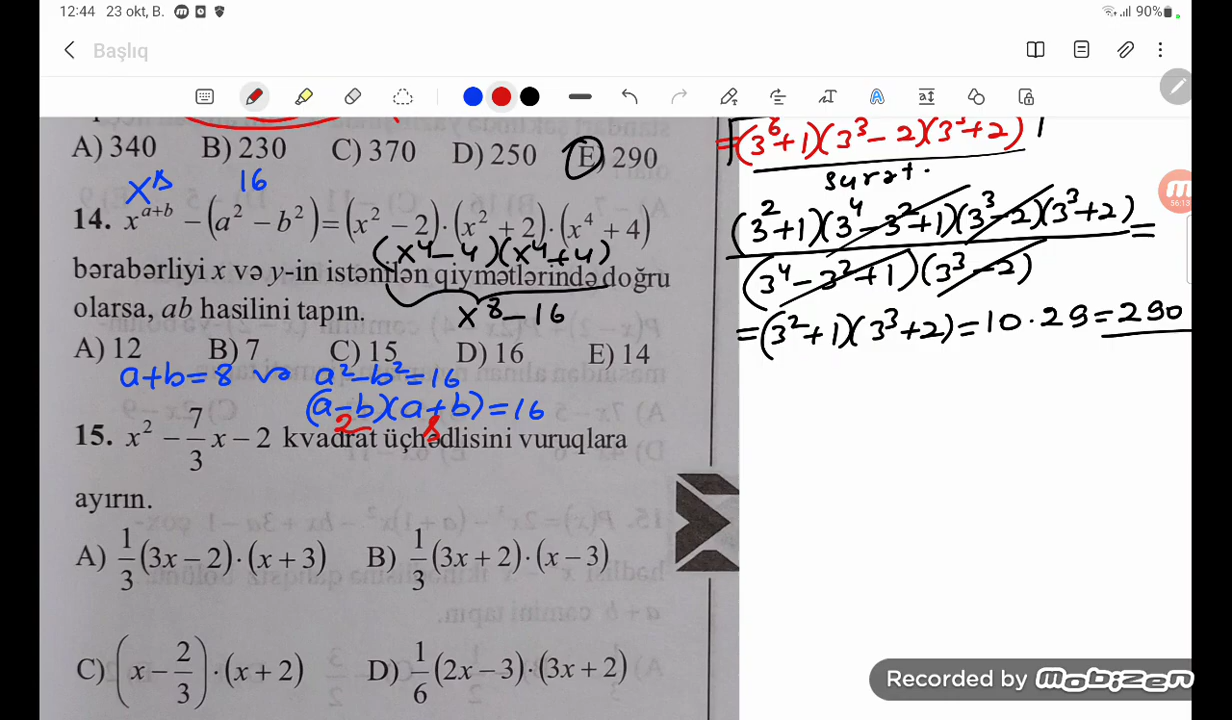 12:44 23 okt, B. 90%
Başlıq
A) 340 B) 230 C) 370 D) 250 E) 290
x⁸ 16
14. x^(a+b) − (a² − b²) = (x² − 2)·(x² + 2)·(x⁴ + 4)
(x⁴ − 4)(x⁴ + 4)
bərabərliyi x və y-in istənilən qiymətlərində doğru
olarsa, ab hasilini tapın.
x⁸ − 16
A) 12 B) 7 C) 15 D) 16 E) 14
a+b=8 və a²−b²=16
(a−b)(a+b)=16
2 8
15. x² − 7/3 x − 2 kvadrat üçhədlisini vuruqlara
ayırın.
A) 1/3 (3x − 2)·(x + 3) B) 1/3 (3x + 2)·(x − 3)
C) (x − 2/3)·(x + 2) D) 1/6 (2x − 3)·(3x + 2)
=(3⁶+1)(3³−2)(3³+2)
surət.
(3²+1)(3⁴−3²+1)(3³−2)(3³+2) =
(3⁴−3²+1)(3³−2)
=(3²+1)(3³+2)=10·29=290
Recorded by mobizen
56:13